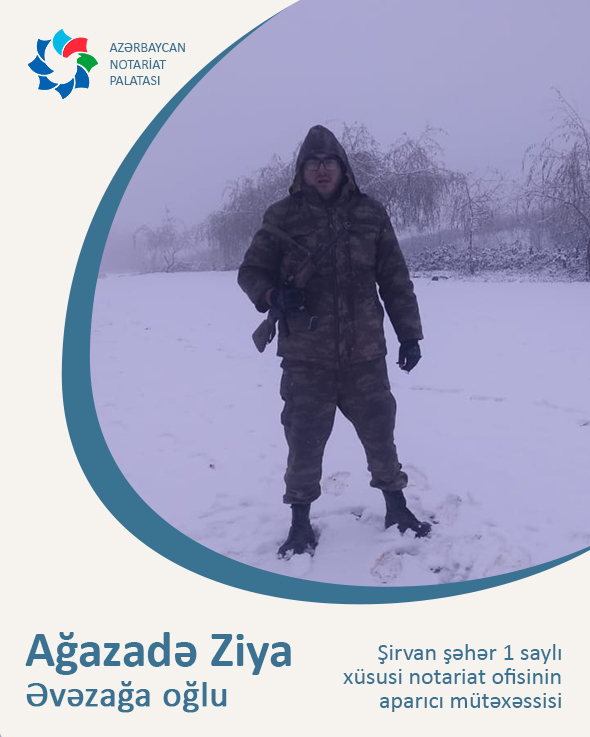 AZƏRBAYCAN
NOTARİAT
PALATASI
Ağazadə Ziya
Əvəzağa oğlu
Şirvan şəhər 1 saylı
xüsusi notariat ofisinin
aparıcı mütəxəssisi